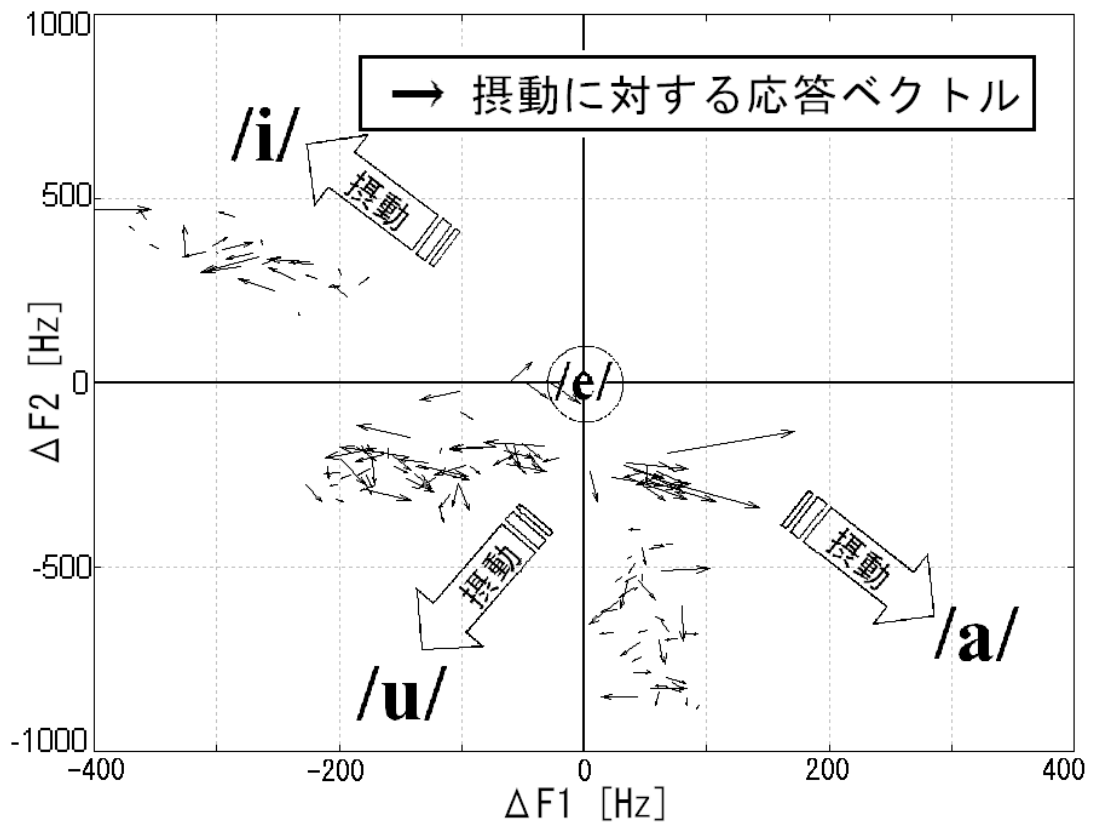 1000
→ 摂動に対する応答ベクトル
/i/
摂動
500
ΔF2 [Hz]
0
/e/
摂動
摂動
-500
/a/
/u/
-1000
-400
-200
0
200
400
ΔF1 [Hz]